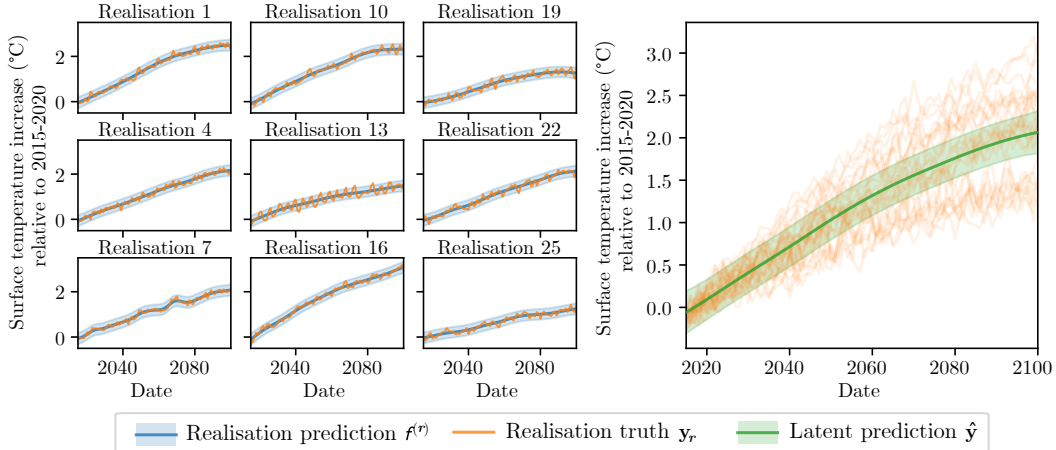 Realisation 1 Realisation 10 Realisation 19
Realisation 4 Realisation 13 Realisation 22
Realisation 7 Realisation 16 Realisation 25
Surface temperature increase (°C)
relative to 2015-2020
2
0
2
0
2
0
2040 2080 2040 2080 2040 2080
Date Date Date
Surface temperature increase (°C)
relative to 2015-2020
3.0
2.5
2.0
1.5
1.0
0.5
0.0
2020 2040 2060 2080 2100
Date
Realisation prediction f⁽ʳ⁾ Realisation truth yᵣ Latent prediction ŷ